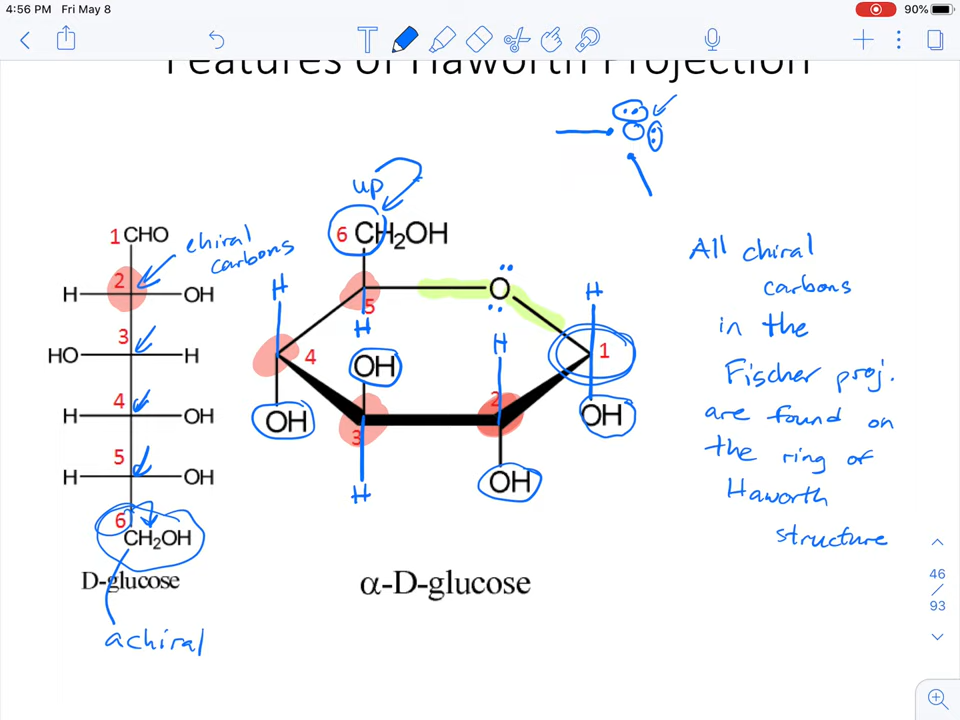 4:56 PM Fri May 8
90%
Features of Haworth Projection
up
6 CH₂OH
1 CHO
chiral
carbons
2
H OH
3
HO H
4
H OH
5
H OH
6
CH₂OH
D-glucose
achiral
H
5
H
O
H
1
OH
H
2
OH
4
OH
OH
3
H
α-D-glucose
All chiral
carbons
in the
Fischer proj.
are found on
the ring of
Haworth
structure
46
/
93